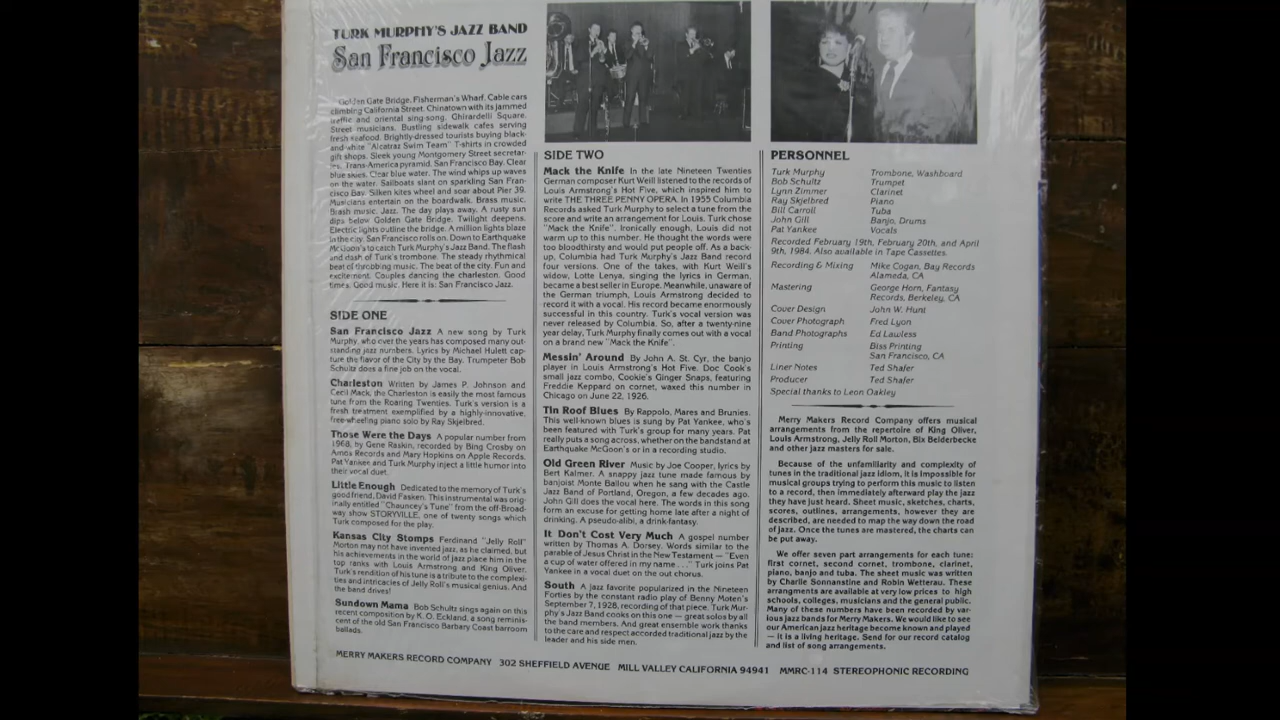 TURK MURPHY'S JAZZ BAND
San Francisco Jazz
Golden Gate Bridge. Fisherman's Wharf. Cable cars
climbing California Street. Chinatown with its jammed
traffic and oriental sing-song. Ghirardelli Square.
Street musicians. Bustling sidewalk cafes serving
fresh seafood. Brightly-dressed tourists buying black-
and-white "Alcatraz Swim Team" T-shirts in crowded
gift shops. Sleek young Montgomery Street secretar-
ies. Trans-America pyramid. San Francisco Bay. Clear
blue skies. Clear blue water. The wind whips up waves
on the water. Sailboats slant on sparkling San Fran-
cisco Bay. Silken kites wheel and soar about Pier 39.
Musicians entertain on the boardwalk. Brass music.
Brash music. Jazz. The day plays away. A rusty sun
dips below Golden Gate Bridge. Twilight deepens.
Electric lights outline the bridge. A million lights blaze
in the city. San Francisco rolls on. Down to Earthquake
McGoon's to catch Turk Murphy's Jazz Band. The flash
and dash of Turk's trombone. The steady rhythmical
beat of throbbing music. The beat of the city. Fun and
excitement. Couples dancing the charleston. Good
times. Good music. Here it is: San Francisco Jazz.
SIDE ONE
San Francisco Jazz A new song by Turk
Murphy, who over the years has composed many out-
standing jazz numbers. Lyrics by Michael Hulett cap-
ture the flavor of the City by the Bay. Trumpeter Bob
Schultz does a fine job on the vocal.
Charleston Written by James P. Johnson and
Cecil Mack, the Charleston is easily the most famous
tune from the Roaring Twenties. Turk's version is a
fresh treatment exemplified by a highly-innovative,
free-wheeling piano solo by Ray Skjelbred.
Those Were the Days A popular number from
1968, by Gene Raskin, recorded by Bing Crosby on
Amos Records and Mary Hopkins on Apple Records.
Pat Yankee and Turk Murphy inject a little humor into
their vocal duet.
Little Enough Dedicated to the memory of Turk's
good friend, David Fasken. This instrumental was orig-
inally entitled "Chauncey's Tune" from the off-Broad-
way show STORYVILLE, one of twenty songs which
Turk composed for the play.
Kansas City Stomps Ferdinand "Jelly Roll"
Morton may not have invented jazz, as he claimed, but
his achievements in the world of jazz place him in the
top ranks with Louis Armstrong and King Oliver.
Turk's rendition of his tune is a tribute to the complexi-
ties and intricacies of Jelly Roll's musical genius. And
the band drives!
Sundown Mama Bob Schultz sings again on this
recent composition by K. O. Eckland, a song reminis-
cent of the old San Francisco Barbary Coast barroom
ballads.
SIDE TWO
Mack the Knife In the late Nineteen Twenties
German composer Kurt Weill listened to the records of
Louis Armstrong's Hot Five, which inspired him to
write THE THREE PENNY OPERA. In 1955 Columbia
Records asked Turk Murphy to select a tune from the
score and write an arrangement for Louis. Turk chose
"Mack the Knife". Ironically enough, Louis did not
warm up to this number. He thought the words were
too bloodthirsty and would put people off. As a back-
up, Columbia had Turk Murphy's Jazz Band record
four versions. One of the takes, with Kurt Weill's
widow, Lotte Lenya, singing the lyrics in German,
became a best seller in Europe. Meanwhile, unaware of
the German triumph, Louis Armstrong decided to
record it with a vocal. His record became enormously
successful in this country. Turk's vocal version was
never released by Columbia. So, after a twenty-nine
year delay, Turk Murphy finally comes out with a vocal
on a brand new "Mack the Knife".
Messin' Around By John A. St. Cyr, the banjo
player in Louis Armstrong's Hot Five. Doc Cook's
small jazz combo, Cookie's Ginger Snaps, featuring
Freddie Keppard on cornet, waxed this number in
Chicago on June 22, 1926.
Tin Roof Blues By Rappolo, Mares and Brunies.
This well-known blues is sung by Pat Yankee, who's
been featured with Turk's group for many years. Pat
really puts a song across, whether on the bandstand at
Earthquake McGoon's or in a recording studio.
Old Green River Music by Joe Cooper, lyrics by
Bert Kalmer. A snappy jazz tune made famous by
banjoist Monte Ballou when he sang with the Castle
Jazz Band of Portland, Oregon, a few decades ago.
John Gill does the vocal here. The words in this song
form an excuse for getting home late after a night of
drinking. A pseudo-alibi, a drink-fantasy.
It Don't Cost Very Much A gospel number
written by Thomas A. Dorsey. Words similar to the
parable of Jesus Christ in the New Testament — "Even
a cup of water offered in my name . . ." Turk joins Pat
Yankee in a vocal duet on the out chorus.
South A jazz favorite popularized in the Nineteen
Forties by the constant radio play of Benny Moten's
September 7, 1928, recording of that piece. Turk Mur-
phy's Jazz Band cooks on this one — great solos by all
the band members. And great ensemble work thanks
to the care and respect accorded traditional jazz by the
leader and his side men.
PERSONNEL
Turk Murphy Trombone, Washboard
Bob Schultz Trumpet
Lynn Zimmer Clarinet
Ray Skjelbred Piano
Bill Carroll Tuba
John Gill Banjo, Drums
Pat Yankee Vocals
Recorded February 19th, February 20th, and April
9th, 1984. Also available in Tape Cassettes.
Recording & Mixing Mike Cogan, Bay Records
Alameda, CA
Mastering George Horn, Fantasy
Records, Berkeley, CA
Cover Design John W. Hunt
Cover Photograph Fred Lyon
Band Photographs Ed Lawless
Printing Biss Printing
San Francisco, CA
Liner Notes Ted Shafer
Producer Ted Shafer
Special thanks to Leon Oakley
Merry Makers Record Company offers musical
arrangements from the repertoire of King Oliver,
Louis Armstrong, Jelly Roll Morton, Bix Beiderbecke
and other jazz masters for sale.
Because of the unfamiliarity and complexity of
tunes in the traditional jazz idiom, it is impossible for
musical groups trying to perform this music to listen
to a record, then immediately afterward play the jazz
they have just heard. Sheet music, sketches, charts,
scores, outlines, arrangements, however they are
described, are needed to map the way down the road
of jazz. Once the tunes are mastered, the charts can
be put away.
We offer seven part arrangements for each tune:
first cornet, second cornet, trombone, clarinet,
piano, banjo and tuba. The sheet music was written
by Charlie Sonnanstine and Robin Wetterau. These
arrangements are available at very low prices to high
schools, colleges, musicians and the general public.
Many of these numbers have been recorded by var-
ious jazz bands for Merry Makers. We would like to see
our American jazz heritage become known and played
— it is a living heritage. Send for our record catalog
and list of song arrangements.
MERRY MAKERS RECORD COMPANY 302 SHEFFIELD AVENUE MILL VALLEY CALIFORNIA 94941 MMRC-114 STEREOPHONIC RECORDING